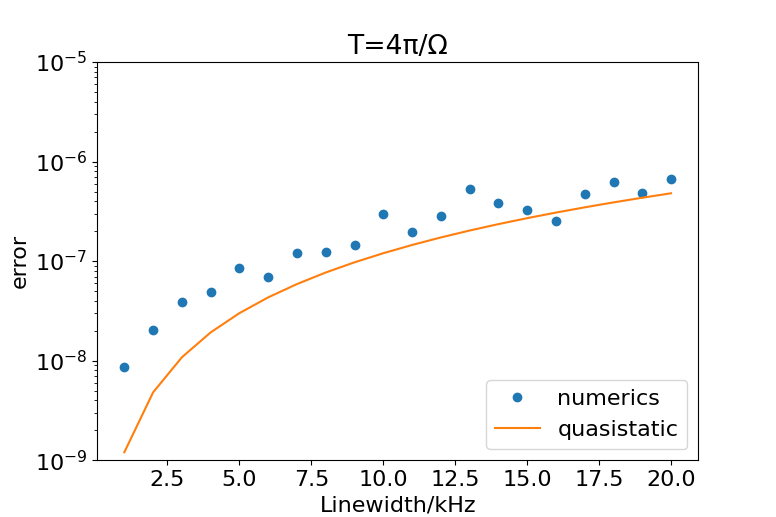 T=4π/Ω
10⁻⁵
10⁻⁶
10⁻⁷
10⁻⁸
10⁻⁹
error
numerics
quasistatic
2.5 5.0 7.5 10.0 12.5 15.0 17.5 20.0
Linewidth/kHz